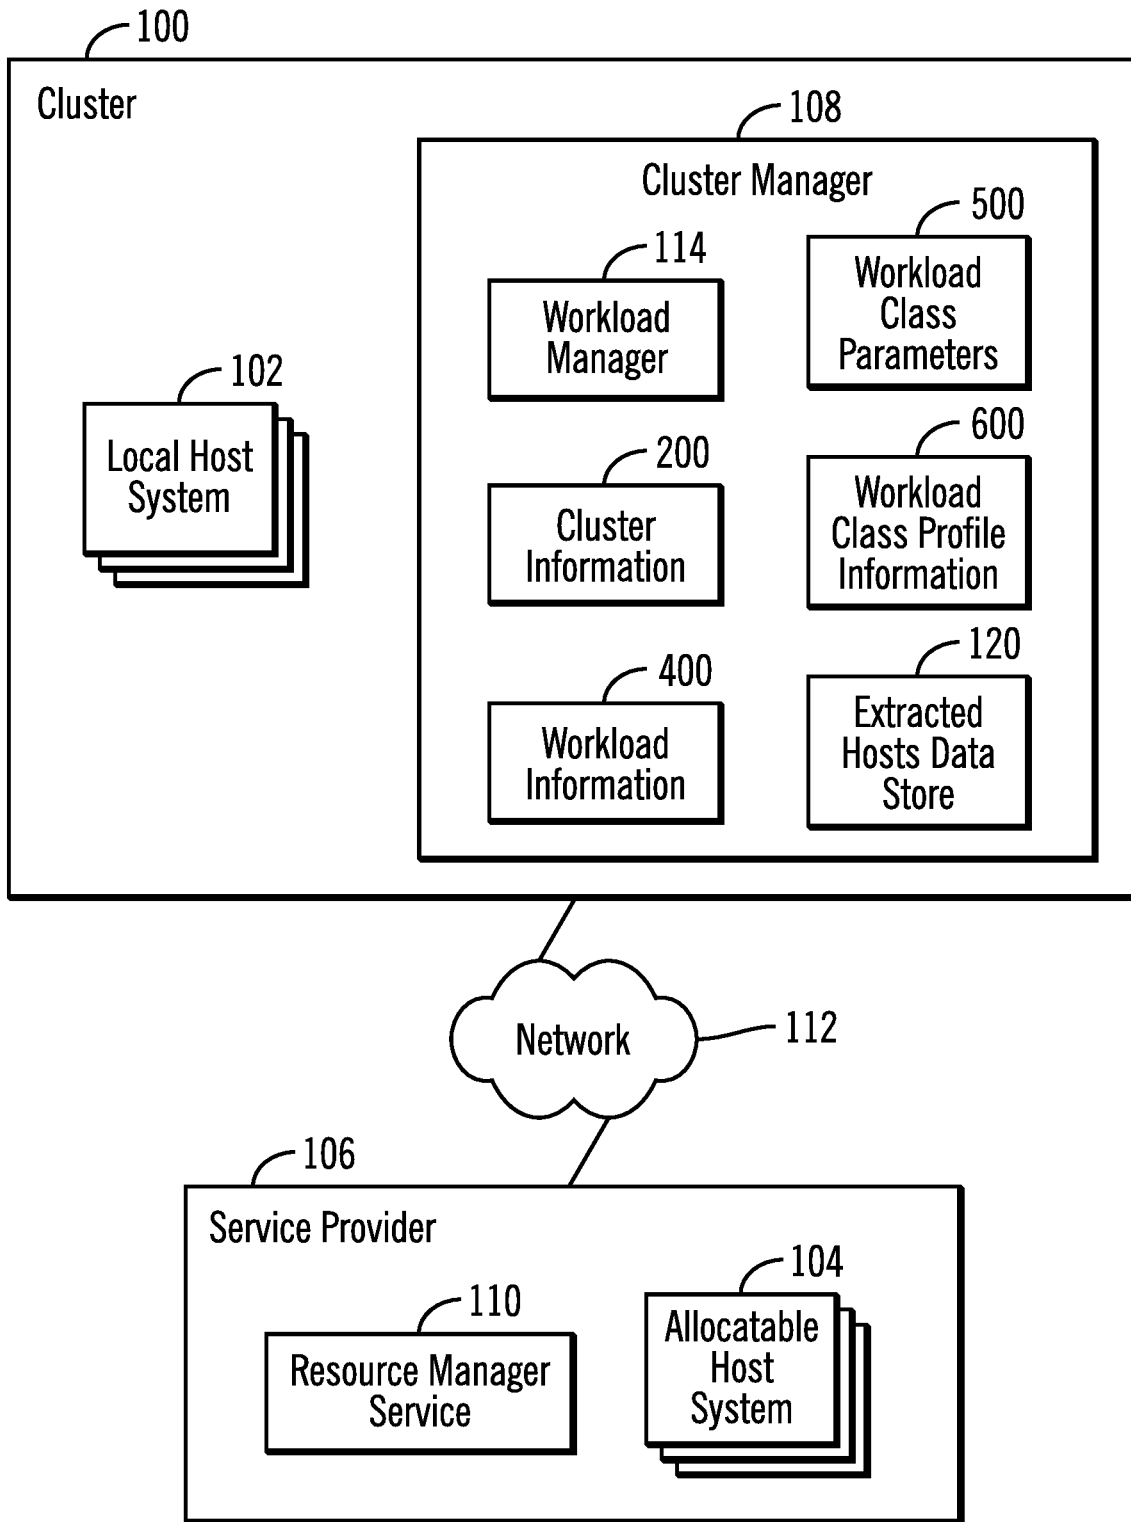 100
Cluster
108
Cluster Manager
500
Workload
Class
Parameters
114
Workload
Manager
102
Local Host
System
200
Cluster
Information
600
Workload
Class Profile
Information
400
Workload
Information
120
Extracted
Hosts Data
Store
Network
112
106
Service Provider
110
Resource Manager
Service
104
Allocatable
Host
System